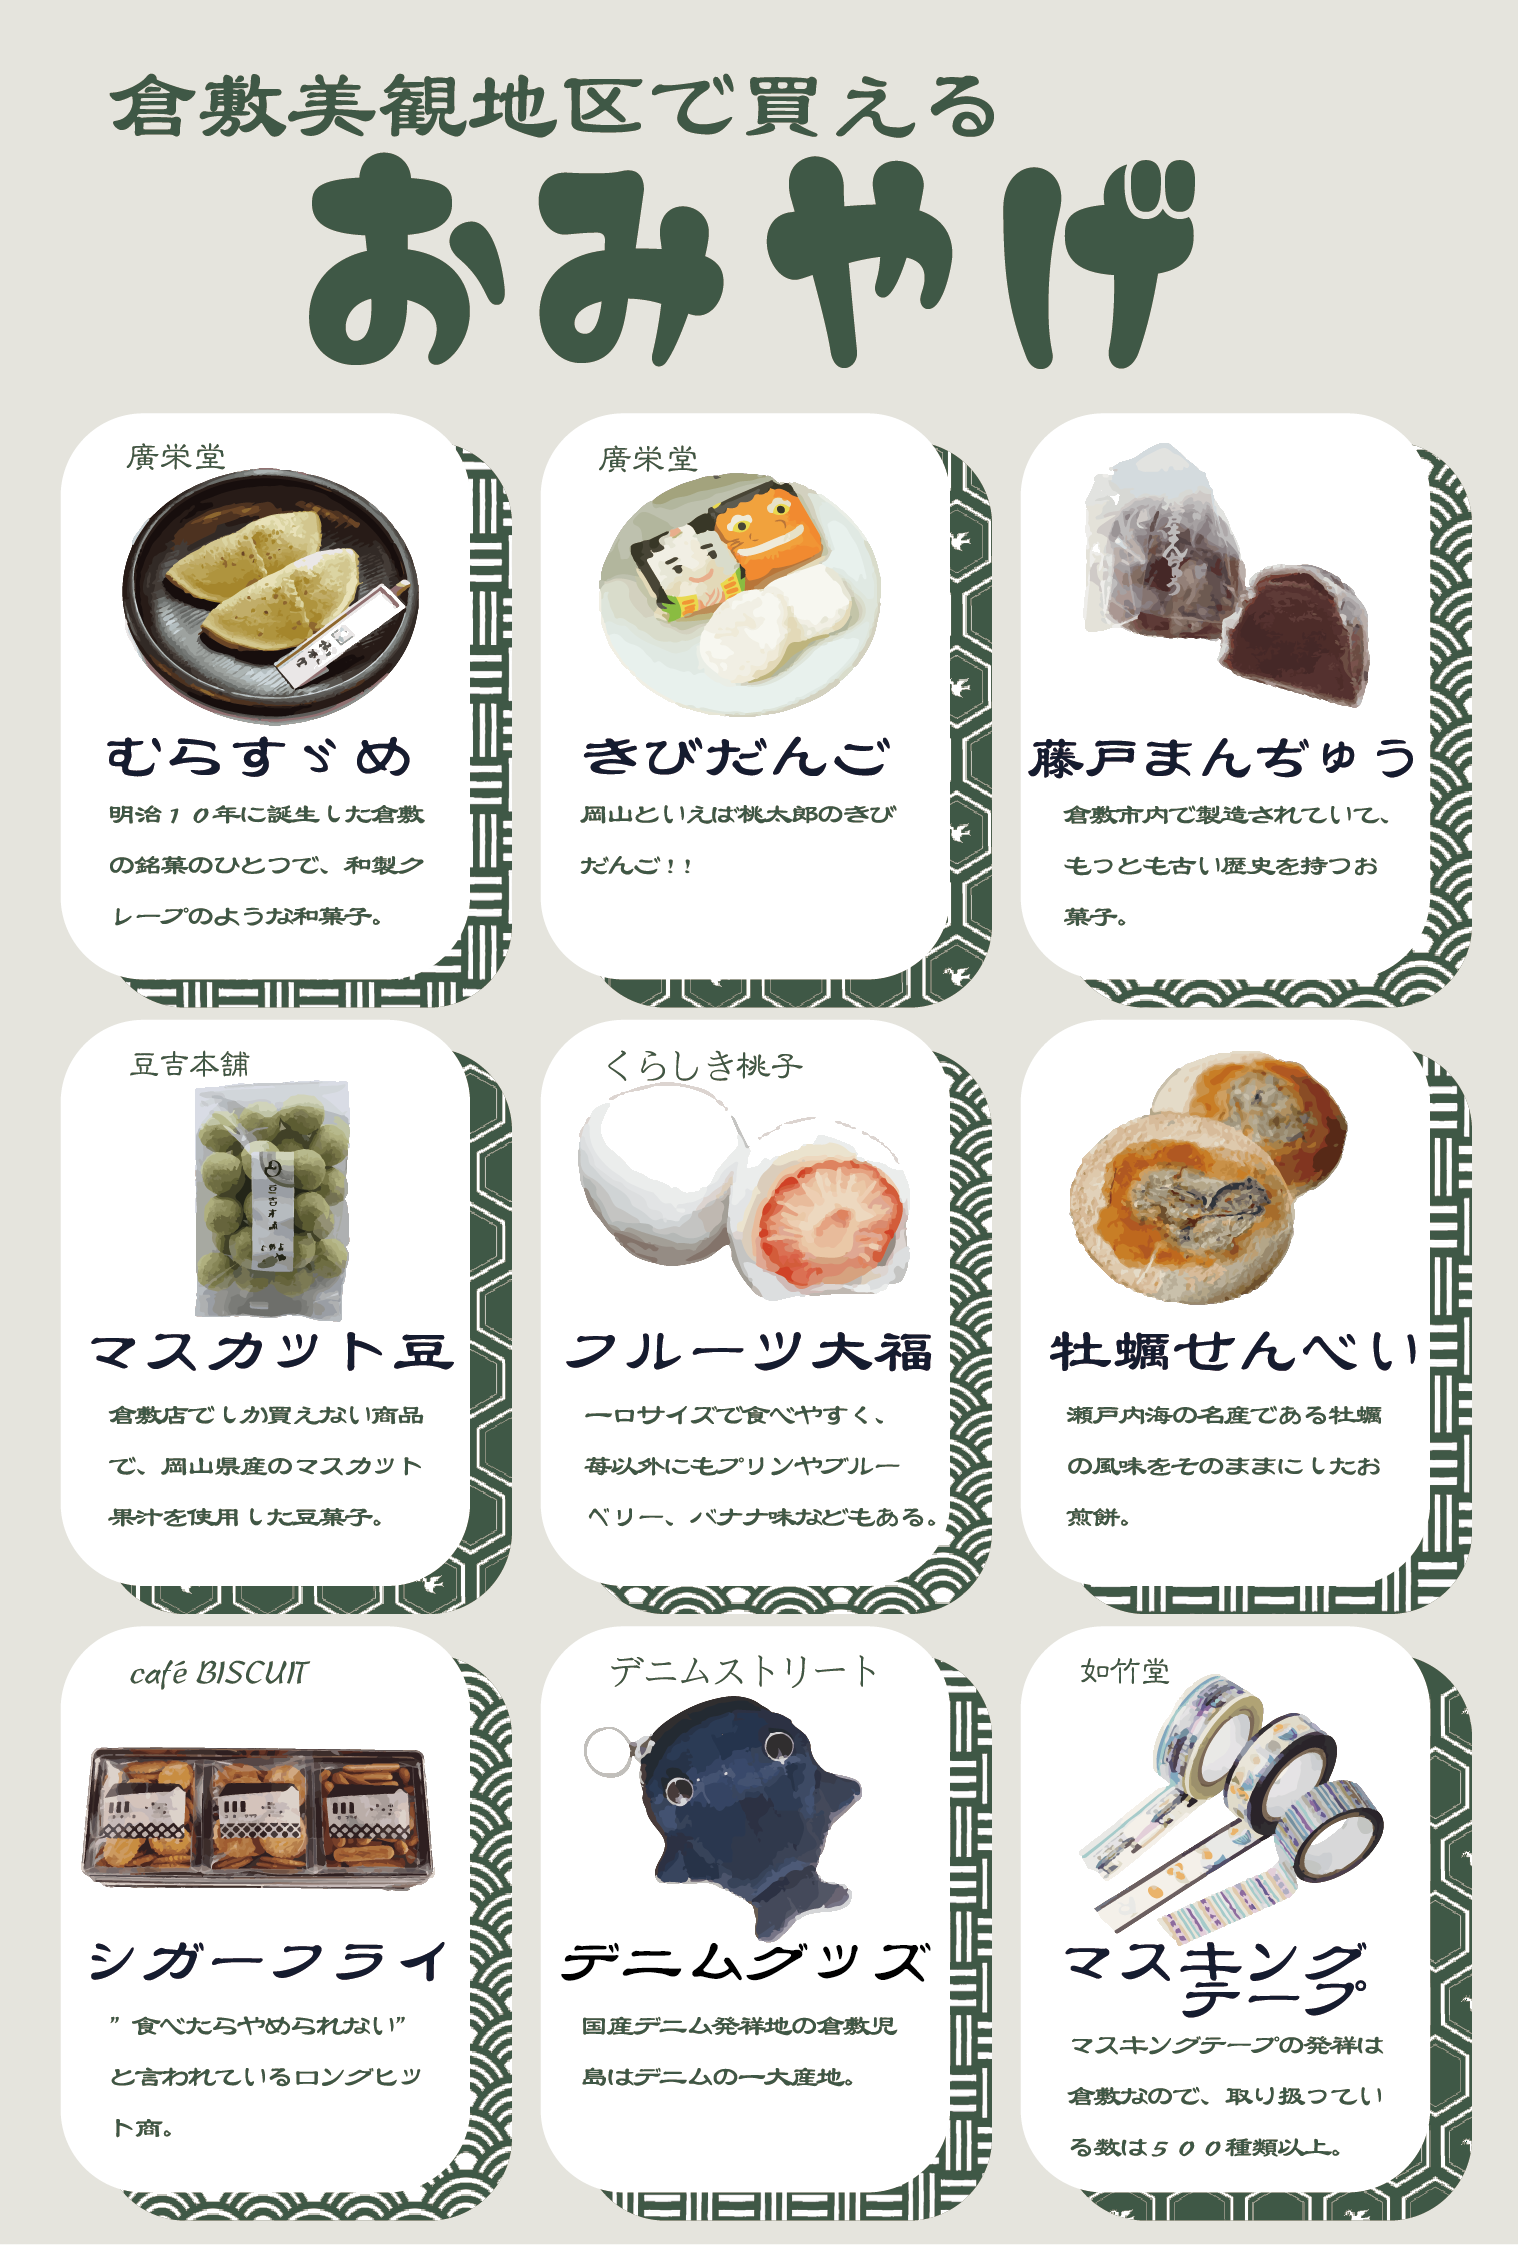 倉敷美観地区で買える
おみやげ
廣栄堂
むらすゞめ
明治10年に誕生した倉敷
の銘菓のひとつで、和製ク
レープのような和菓子。
廣栄堂
きびだんご
岡山といえば桃太郎のきび
だんご!!
藤戸まんぢゅう
倉敷市内で製造されていて、
もっとも古い歴史を持つお
菓子。
豆吉本舗
マスカット豆
倉敷店でしか買えない商品
で、岡山県産のマスカット
果汁を使用した豆菓子。
くらしき桃子
フルーツ大福
一口サイズで食べやすく、
苺以外にもプリンやブルー
ベリー、バナナ味などもある。
牡蠣せんべい
瀬戸内海の名産である牡蠣
の風味をそのままにしたお
煎餅。
café BISCUIT
シガーフライ
”食べたらやめられない”
と言われているロングヒッ
ト商。
デニムストリート
デニムグッズ
国産デニム発祥地の倉敷児
島はデニムの一大産地。
如竹堂
マスキング
テープ
マスキングテープの発祥は
倉敷なので、取り扱ってい
る数は500種類以上。